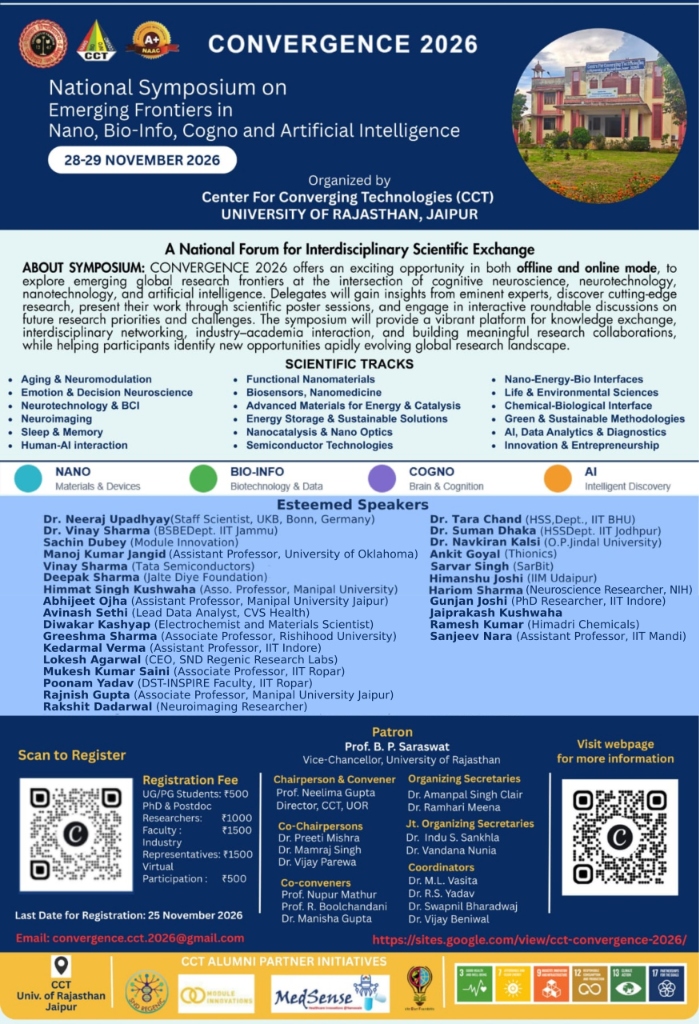 CCT
NAAC
A+
CONVERGENCE 2026
National Symposium on
Emerging Frontiers in
Nano, Bio-Info, Cogno and Artificial Intelligence
28-29 NOVEMBER 2026
Organized by
Center For Converging Technologies (CCT)
UNIVERSITY OF RAJASTHAN, JAIPUR
A National Forum for Interdisciplinary Scientific Exchange
ABOUT SYMPOSIUM: CONVERGENCE 2026 offers an exciting opportunity in both offline and online mode, to
explore emerging global research frontiers at the intersection of cognitive neuroscience, neurotechnology,
nanotechnology, and artificial intelligence. Delegates will gain insights from eminent experts, discover cutting-edge
research, present their work through scientific poster sessions, and engage in interactive roundtable discussions on
future research priorities and challenges. The symposium will provide a vibrant platform for knowledge exchange,
interdisciplinary networking, industry–academia interaction, and building meaningful research collaborations,
while helping participants identify new opportunities apidly evolving global research landscape.
SCIENTIFIC TRACKS
• Aging & Neuromodulation
• Emotion & Decision Neuroscience
• Neurotechnology & BCI
• Neuroimaging
• Sleep & Memory
• Human-AI interaction
• Functional Nanomaterials
• Biosensors, Nanomedicine
• Advanced Materials for Energy & Catalysis
• Energy Storage & Sustainable Solutions
• Nanocatalysis & Nano Optics
• Semiconductor Technologies
• Nano-Energy-Bio Interfaces
• Life & Environmental Sciences
• Chemical-Biological Interface
• Green & Sustainable Methodologies
• AI, Data Analytics & Diagnostics
• Innovation & Entrepreneurship
NANO
Materials & Devices
BIO-INFO
Biotechnology & Data
COGNO
Brain & Cognition
AI
Intelligent Discovery
Esteemed Speakers
Dr. Neeraj Upadhyay(Staff Scientist, UKB, Bonn, Germany)
Dr. Vinay Sharma (BSBEDept. IIT Jammu)
Sachin Dubey (Module Innovation)
Manoj Kumar Jangid (Assistant Professor, University of Oklahoma)
Vinay Sharma (Tata Semiconductors)
Deepak Sharma (Jalte Diye Foundation)
Himmat Singh Kushwaha (Asso. Professor, Manipal University)
Abhijeet Ojha (Assistant Professor, Manipal University Jaipur)
Avinash Sethi (Lead Data Analyst, CVS Health)
Diwakar Kashyap (Electrochemist and Materials Scientist)
Greeshma Sharma (Associate Professor, Rishihood University)
Kedarmal Verma (Assistant Professor, IIT Indore)
Lokesh Agarwal (CEO, SND Regenic Research Labs)
Mukesh Kumar Saini (Associate Professor, IIT Ropar)
Poonam Yadav (DST-INSPIRE Faculty, IIT Ropar)
Rajnish Gupta (Associate Professor, Manipal University Jaipur)
Rakshit Dadarwal (Neuroimaging Researcher)
Dr. Tara Chand (HSS,Dept., IIT BHU)
Dr. Suman Dhaka (HSSDept. IIT Jodhpur)
Dr. Navkiran Kalsi (O.P.Jindal University)
Ankit Goyal (Thionics)
Sarvar Singh (SarBit)
Himanshu Joshi (IIM Udaipur)
Hariom Sharma (Neuroscience Researcher, NIH)
Gunjan Joshi (PhD Researcher, IIT Indore)
Jaiprakash Kushwaha
Ramesh Kumar (Himadri Chemicals)
Sanjeev Nara (Assistant Professor, IIT Mandi)
Scan to Register
Registration Fee
UG/PG Students: ₹500
PhD & Postdoc
Researchers: ₹1000
Faculty : ₹1500
Industry
Representatives: ₹1500
Virtual
Participation : ₹500
Last Date for Registration: 25 November 2026
Email: convergence.cct.2026@gmail.com
Patron
Prof. B. P. Saraswat
Vice-Chancellor, University of Rajasthan
Chairperson & Convener
Prof. Neelima Gupta
Director, CCT, UOR
Co-Chairpersons
Dr. Preeti Mishra
Dr. Mamraj Singh
Dr. Vijay Parewa
Co-conveners
Prof. Nupur Mathur
Prof. R. Boolchandani
Dr. Manisha Gupta
Organizing Secretaries
Dr. Amanpal Singh Clair
Dr. Ramhari Meena
Jt. Organizing Secretaries
Dr. Indu S. Sankhla
Dr. Vandana Nunia
Coordinators
Dr. M.L. Vasita
Dr. R.S. Yadav
Dr. Swapnil Bharadwaj
Dr. Vijay Beniwal
Visit webpage
for more information
https://sites.google.com/view/cct-convergence-2026/
CCT
Univ. of Rajasthan
Jaipur
CCT ALUMNI PARTNER INITIATIVES
MODULE
INNOVATIONS
MedSense
3
7
9
12
13
17